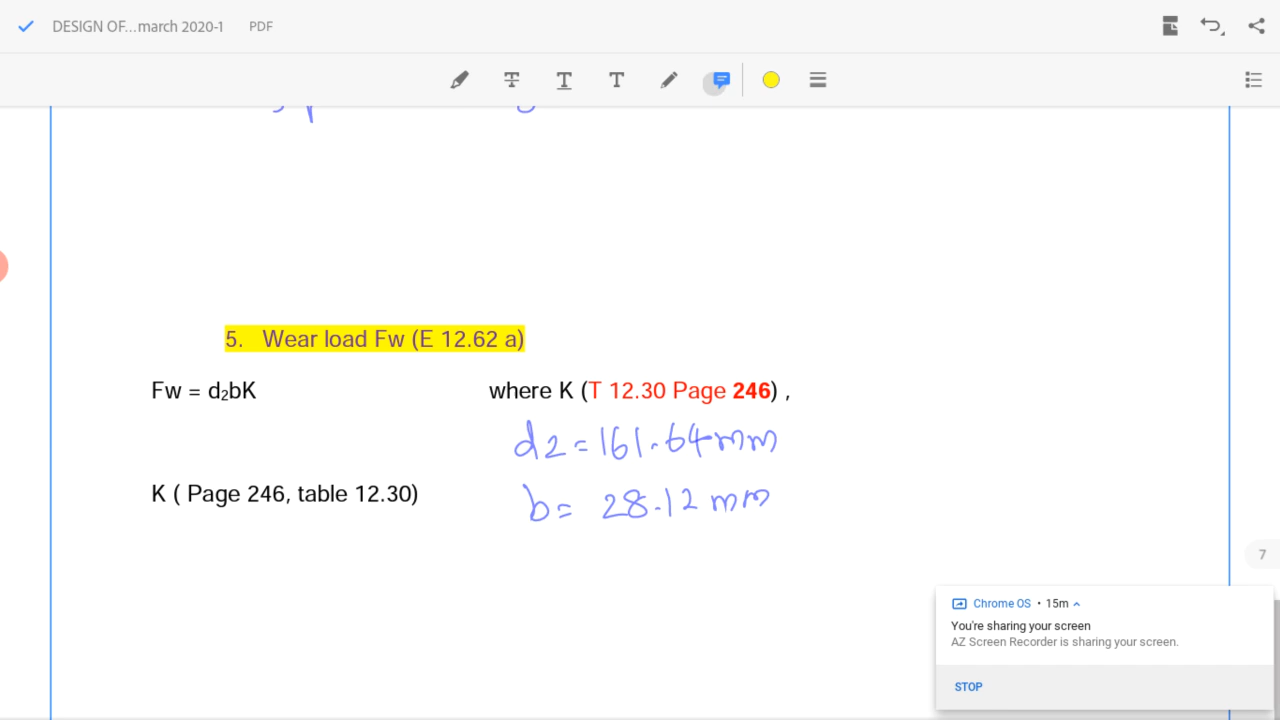 DESIGN OF...march 2020-1 PDF
5. Wear load Fw (E 12.62 a)
Fw = d₂bK where K (T 12.30 Page 246) ,
d2 = 161.64mm
K ( Page 246, table 12.30)
b = 28.12 mm
7
Chrome OS • 15m
You're sharing your screen
AZ Screen Recorder is sharing your screen.
STOP